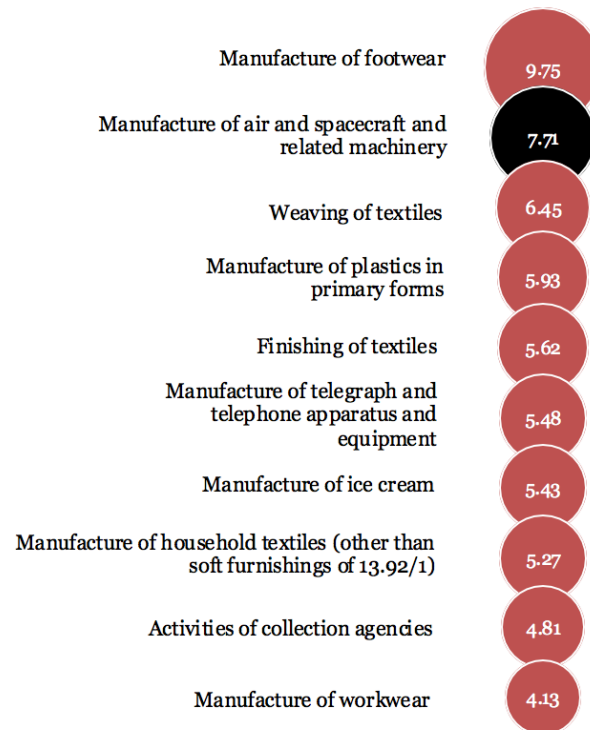 Manufacture of footwear
9.75
Manufacture of air and spacecraft and
related machinery
7.71
Weaving of textiles
6.45
Manufacture of plastics in
primary forms
5.93
Finishing of textiles
5.62
Manufacture of telegraph and
telephone apparatus and
equipment
5.48
Manufacture of ice cream
5.43
Manufacture of household textiles (other than
soft furnishings of 13.92/1)
5.27
Activities of collection agencies
4.81
Manufacture of workwear
4.13